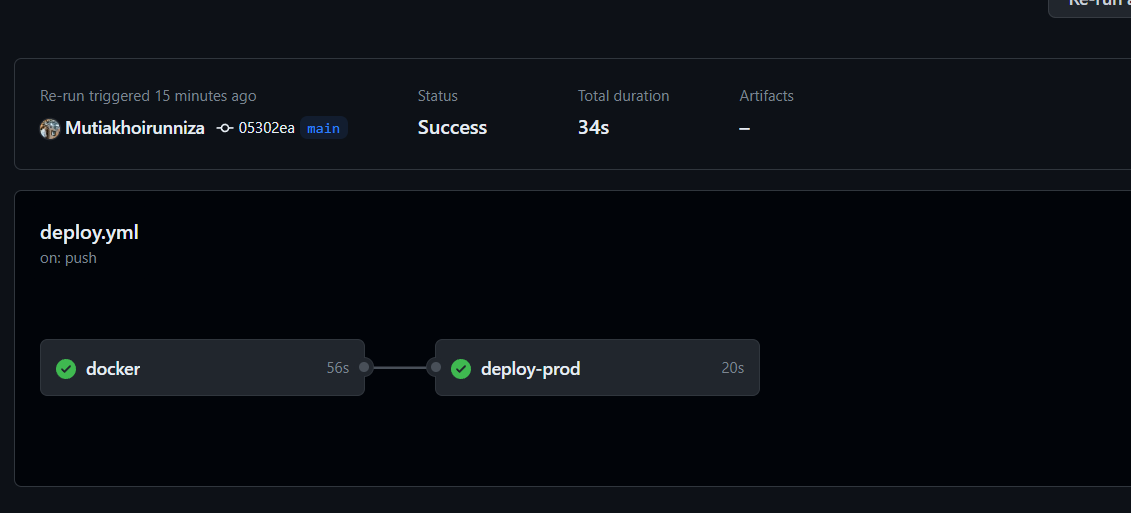 Re-run a
Re-run triggered 15 minutes ago
Mutiakhoirunniza 05302ea main
Status
Success
Total duration
34s
Artifacts
–
deploy.yml
on: push
docker 56s
deploy-prod 20s